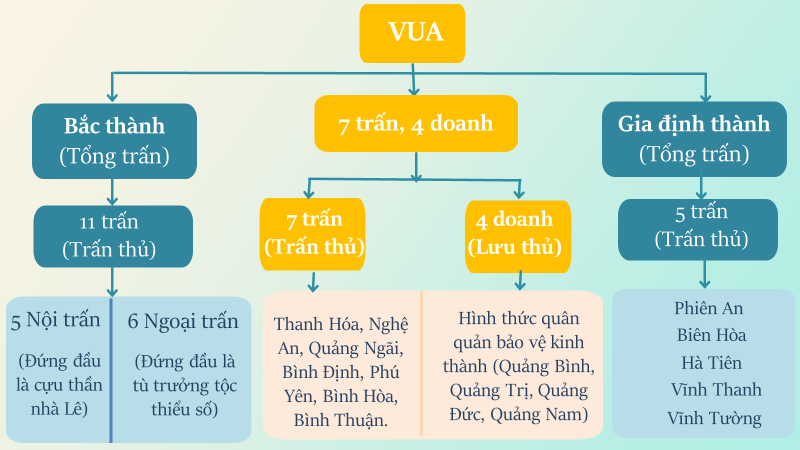 VUA
Bắc thành
(Tổng trấn)
7 trấn, 4 doanh
Gia định thành
(Tổng trấn)
11 trấn
(Trấn thủ)
7 trấn
(Trấn thủ)
4 doanh
(Lưu thủ)
5 trấn
(Trấn thủ)
5 Nội trấn
(Đứng đầu
là cựu thần
nhà Lê)
6 Ngoại trấn
(Đứng đầu là
tù trưởng tộc
thiểu số)
Thanh Hóa, Nghệ
An, Quảng Ngãi,
Bình Định, Phú
Yên, Bình Hòa,
Bình Thuận.
Hình thức quân
quản bảo vệ kinh
thành (Quảng Bình,
Quảng Trị, Quảng
Đức, Quảng Nam)
Phiên An
Biên Hòa
Hà Tiên
Vĩnh Thanh
Vĩnh Tường